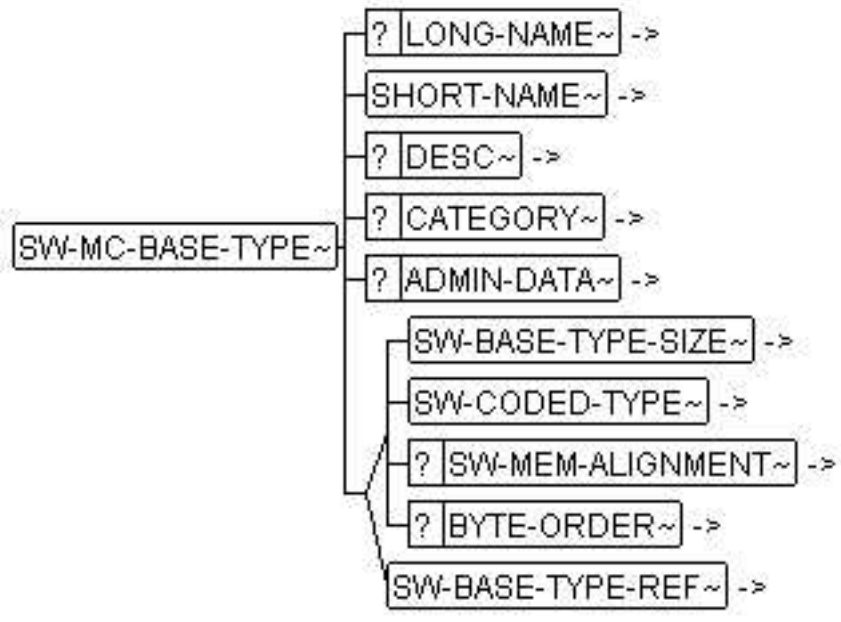 ? LONG-NAME~ ->
SHORT-NAME~ ->
? DESC~ ->
? CATEGORY~ ->
SW-MC-BASE-TYPE~
? ADMIN-DATA~ ->
SW-BASE-TYPE-SIZE~ ->
SW-CODED-TYPE~ ->
? SW-MEM-ALIGNMENT~ ->
? BYTE-ORDER~ ->
SW-BASE-TYPE-REF~ ->